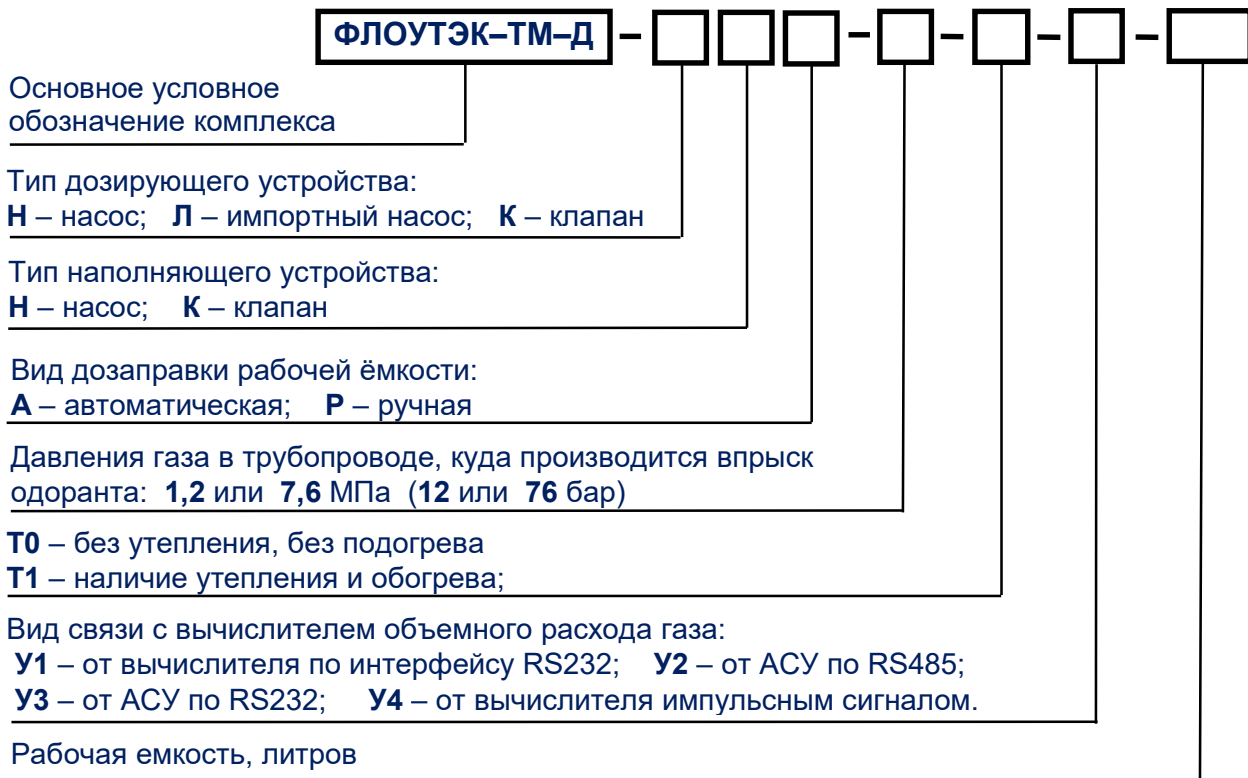 ФЛОУТЭК–ТМ–Д – – – – –
Основное условное
обозначение комплекса
Тип дозирующего устройства:
Н – насос; Л – импортный насос; К – клапан
Тип наполняющего устройства:
Н – насос; К – клапан
Вид дозаправки рабочей ёмкости:
А – автоматическая; Р – ручная
Давления газа в трубопроводе, куда производится впрыск
одоранта: 1,2 или 7,6 МПа (12 или 76 бар)
Т0 – без утепления, без подогрева
Т1 – наличие утепления и обогрева;
Вид связи с вычислителем объемного расхода газа:
У1 – от вычислителя по интерфейсу RS232; У2 – от АСУ по RS485;
У3 – от АСУ по RS232; У4 – от вычислителя импульсным сигналом.
Рабочая емкость, литров